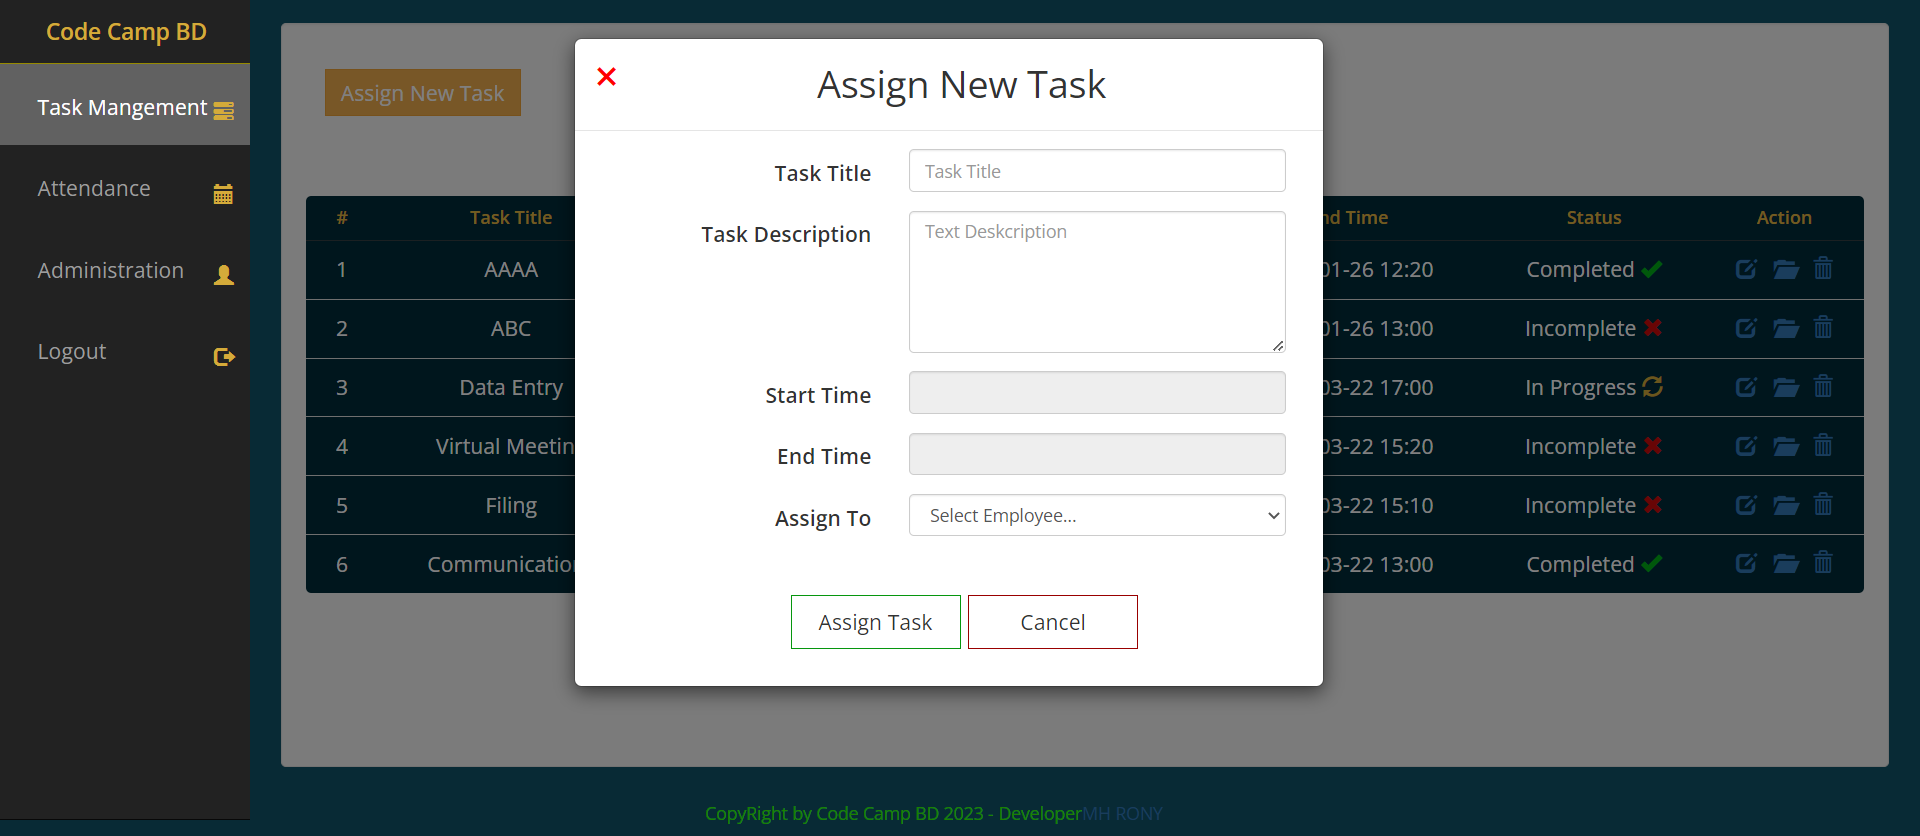 Code Camp BD
Task Mangement
Attendance
Administration
Logout
Assign New Task
Assign New Task
Task Title Task Title
Task Description Text Deskcription
Start Time
End Time
Assign To Select Employee...
Assign Task Cancel
# Task Title nd Time Status Action
1 AAAA 01-26 12:20 Completed
2 ABC 01-26 13:00 Incomplete
3 Data Entry 03-22 17:00 In Progress
4 Virtual Meetin 03-22 15:20 Incomplete
5 Filing 03-22 15:10 Incomplete
6 Communicatio 03-22 13:00 Completed
CopyRight by Code Camp BD 2023 - DeveloperMH RONY